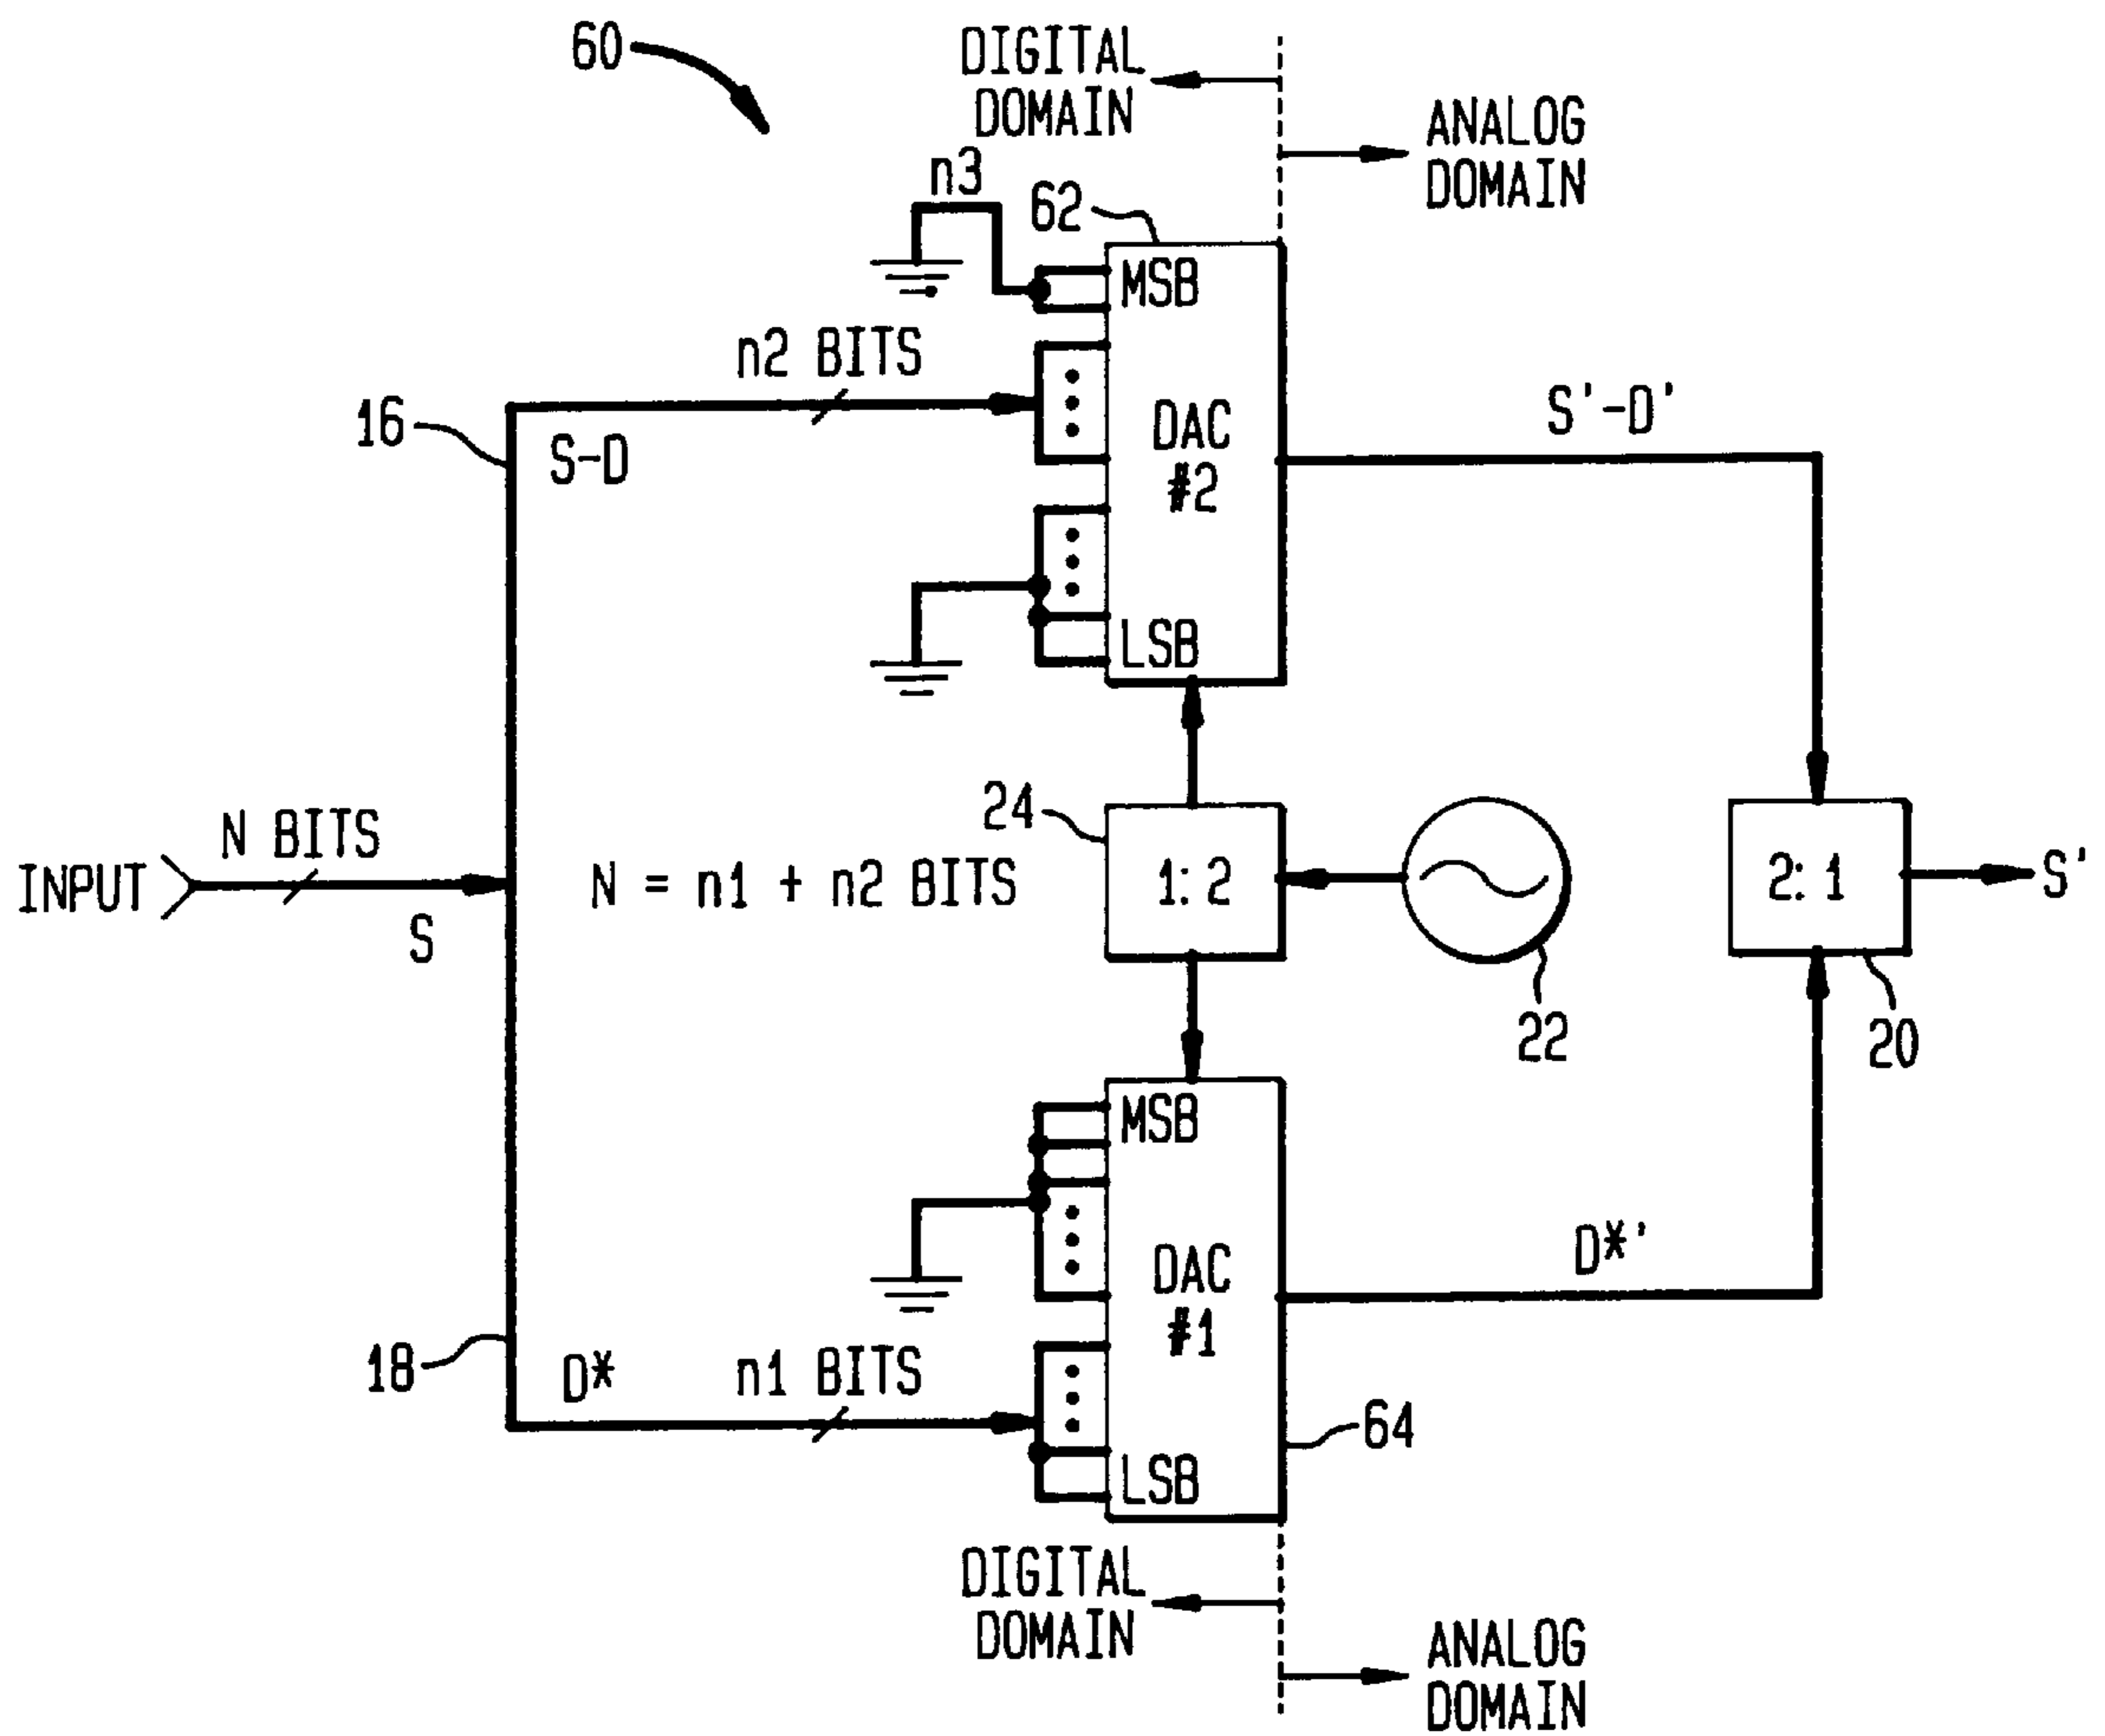 60
DIGITAL
DOMAIN
ANALOG
DOMAIN
n3
62
MSB
n2 BITS
16
S-D
DAC
#2
S'-D'
LSB
24
N BITS
INPUT
S
N = n1 + n2 BITS
1:2
2:1
S'
22
20
MSB
DAC
#1
D*'
18
D*
n1 BITS
64
LSB
DIGITAL
DOMAIN
ANALOG
DOMAIN